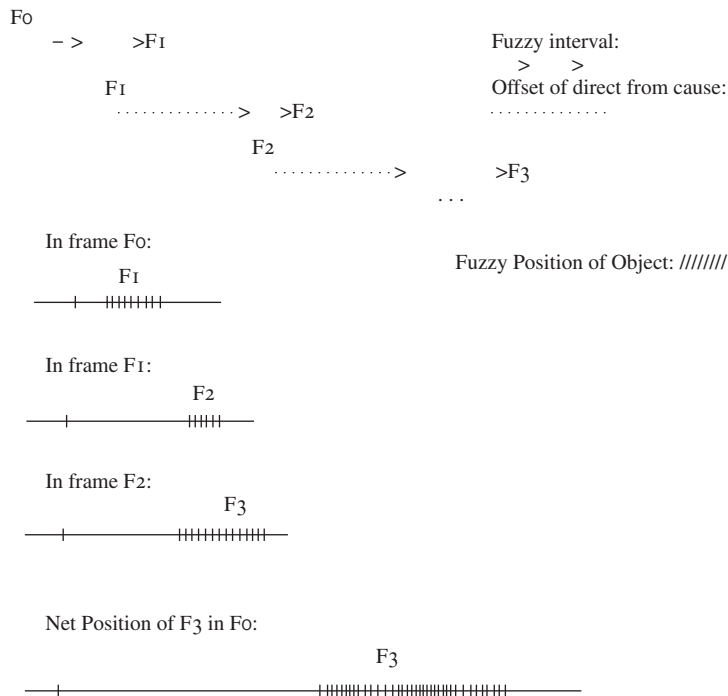 F0
– > >F1 Fuzzy interval:
> >
F1 Offset of direct from cause:
. . . . . . . . . . . . . . > >F2 . . . . . . . . . . . . . .
F2
. . . . . . . . . . . . . . > >F3
. . .
In frame F0:
Fuzzy Position of Object: ////////
F1
In frame F1:
F2
In frame F2:
F3
Net Position of F3 in F0:
F3